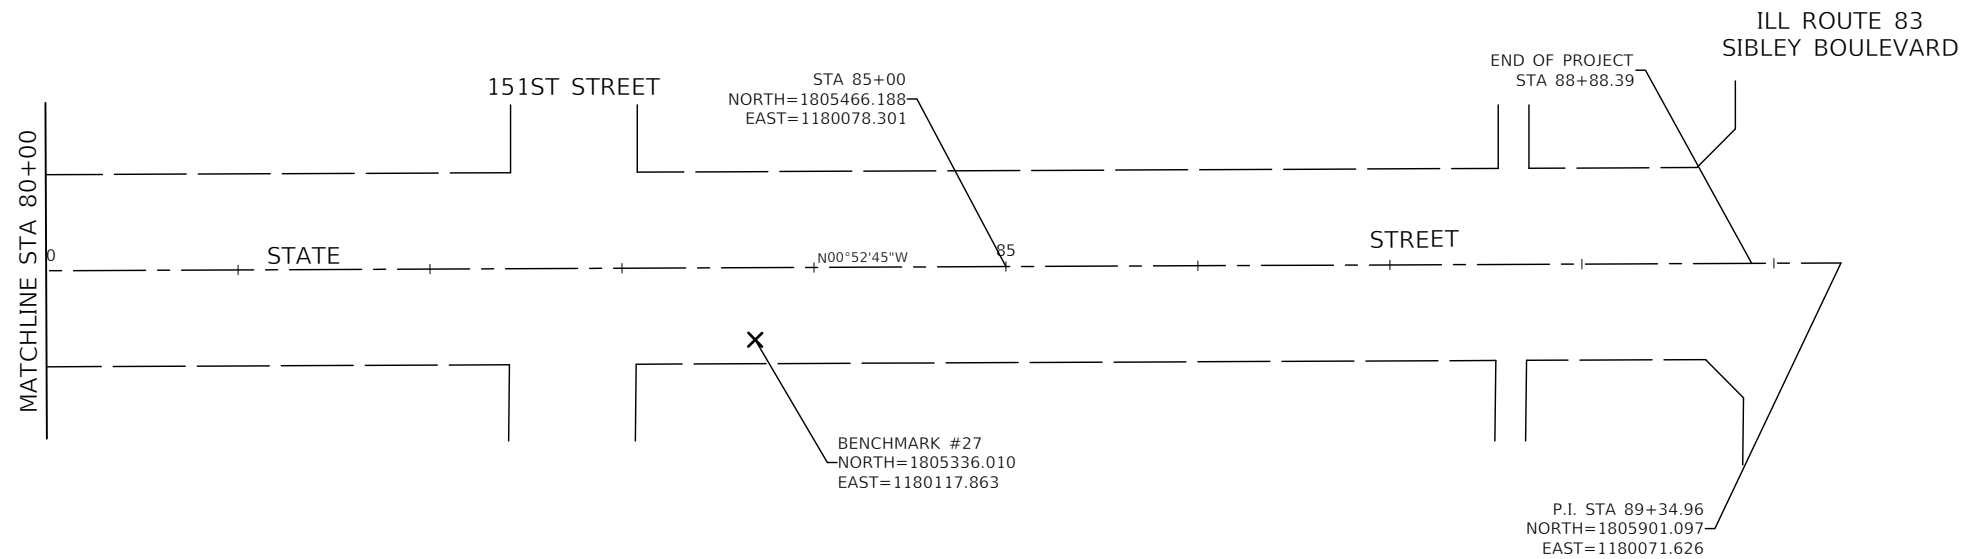 ILL ROUTE 83
SIBLEY BOULEVARD
END OF PROJECT
STA 88+88.39
STA 85+00
NORTH=1805466.188
EAST=1180078.301
151ST STREET
MATCHLINE STA 80+00
0
STATE
N00°52'45"W
85
STREET
BENCHMARK #27
NORTH=1805336.010
EAST=1180117.863
P.I. STA 89+34.96
NORTH=1805901.097
EAST=1180071.626